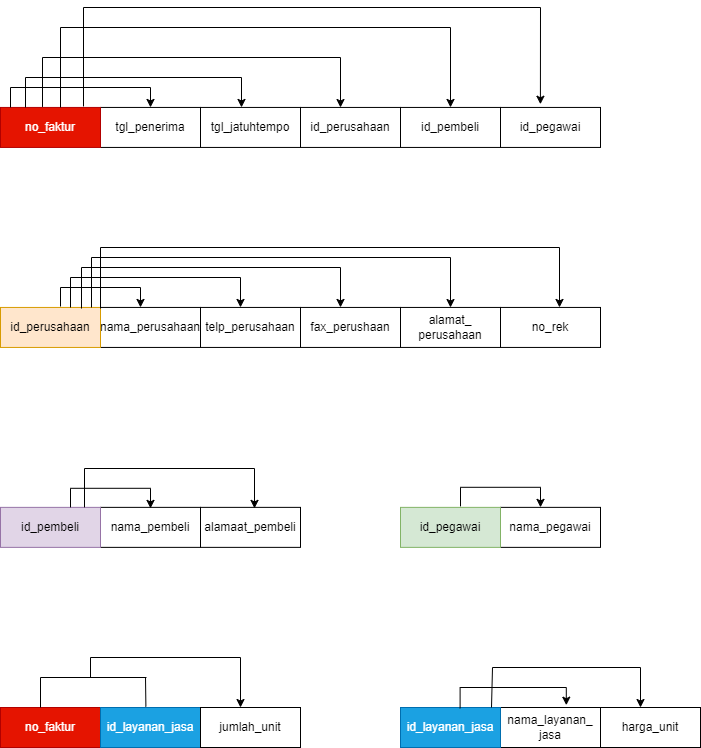 no_faktur tgl_penerima tgl_jatuhtempo id_perusahaan id_pembeli id_pegawai
id_perusahaan nama_perusahaan telp_perusahaan fax_perushaan alamat_ no_rek
perusahaan
id_pembeli nama_pembeli alamaat_pembeli id_pegawai nama_pegawai
no_faktur id_layanan_jasa jumlah_unit id_layanan_jasa nama_layanan_ harga_unit
jasa